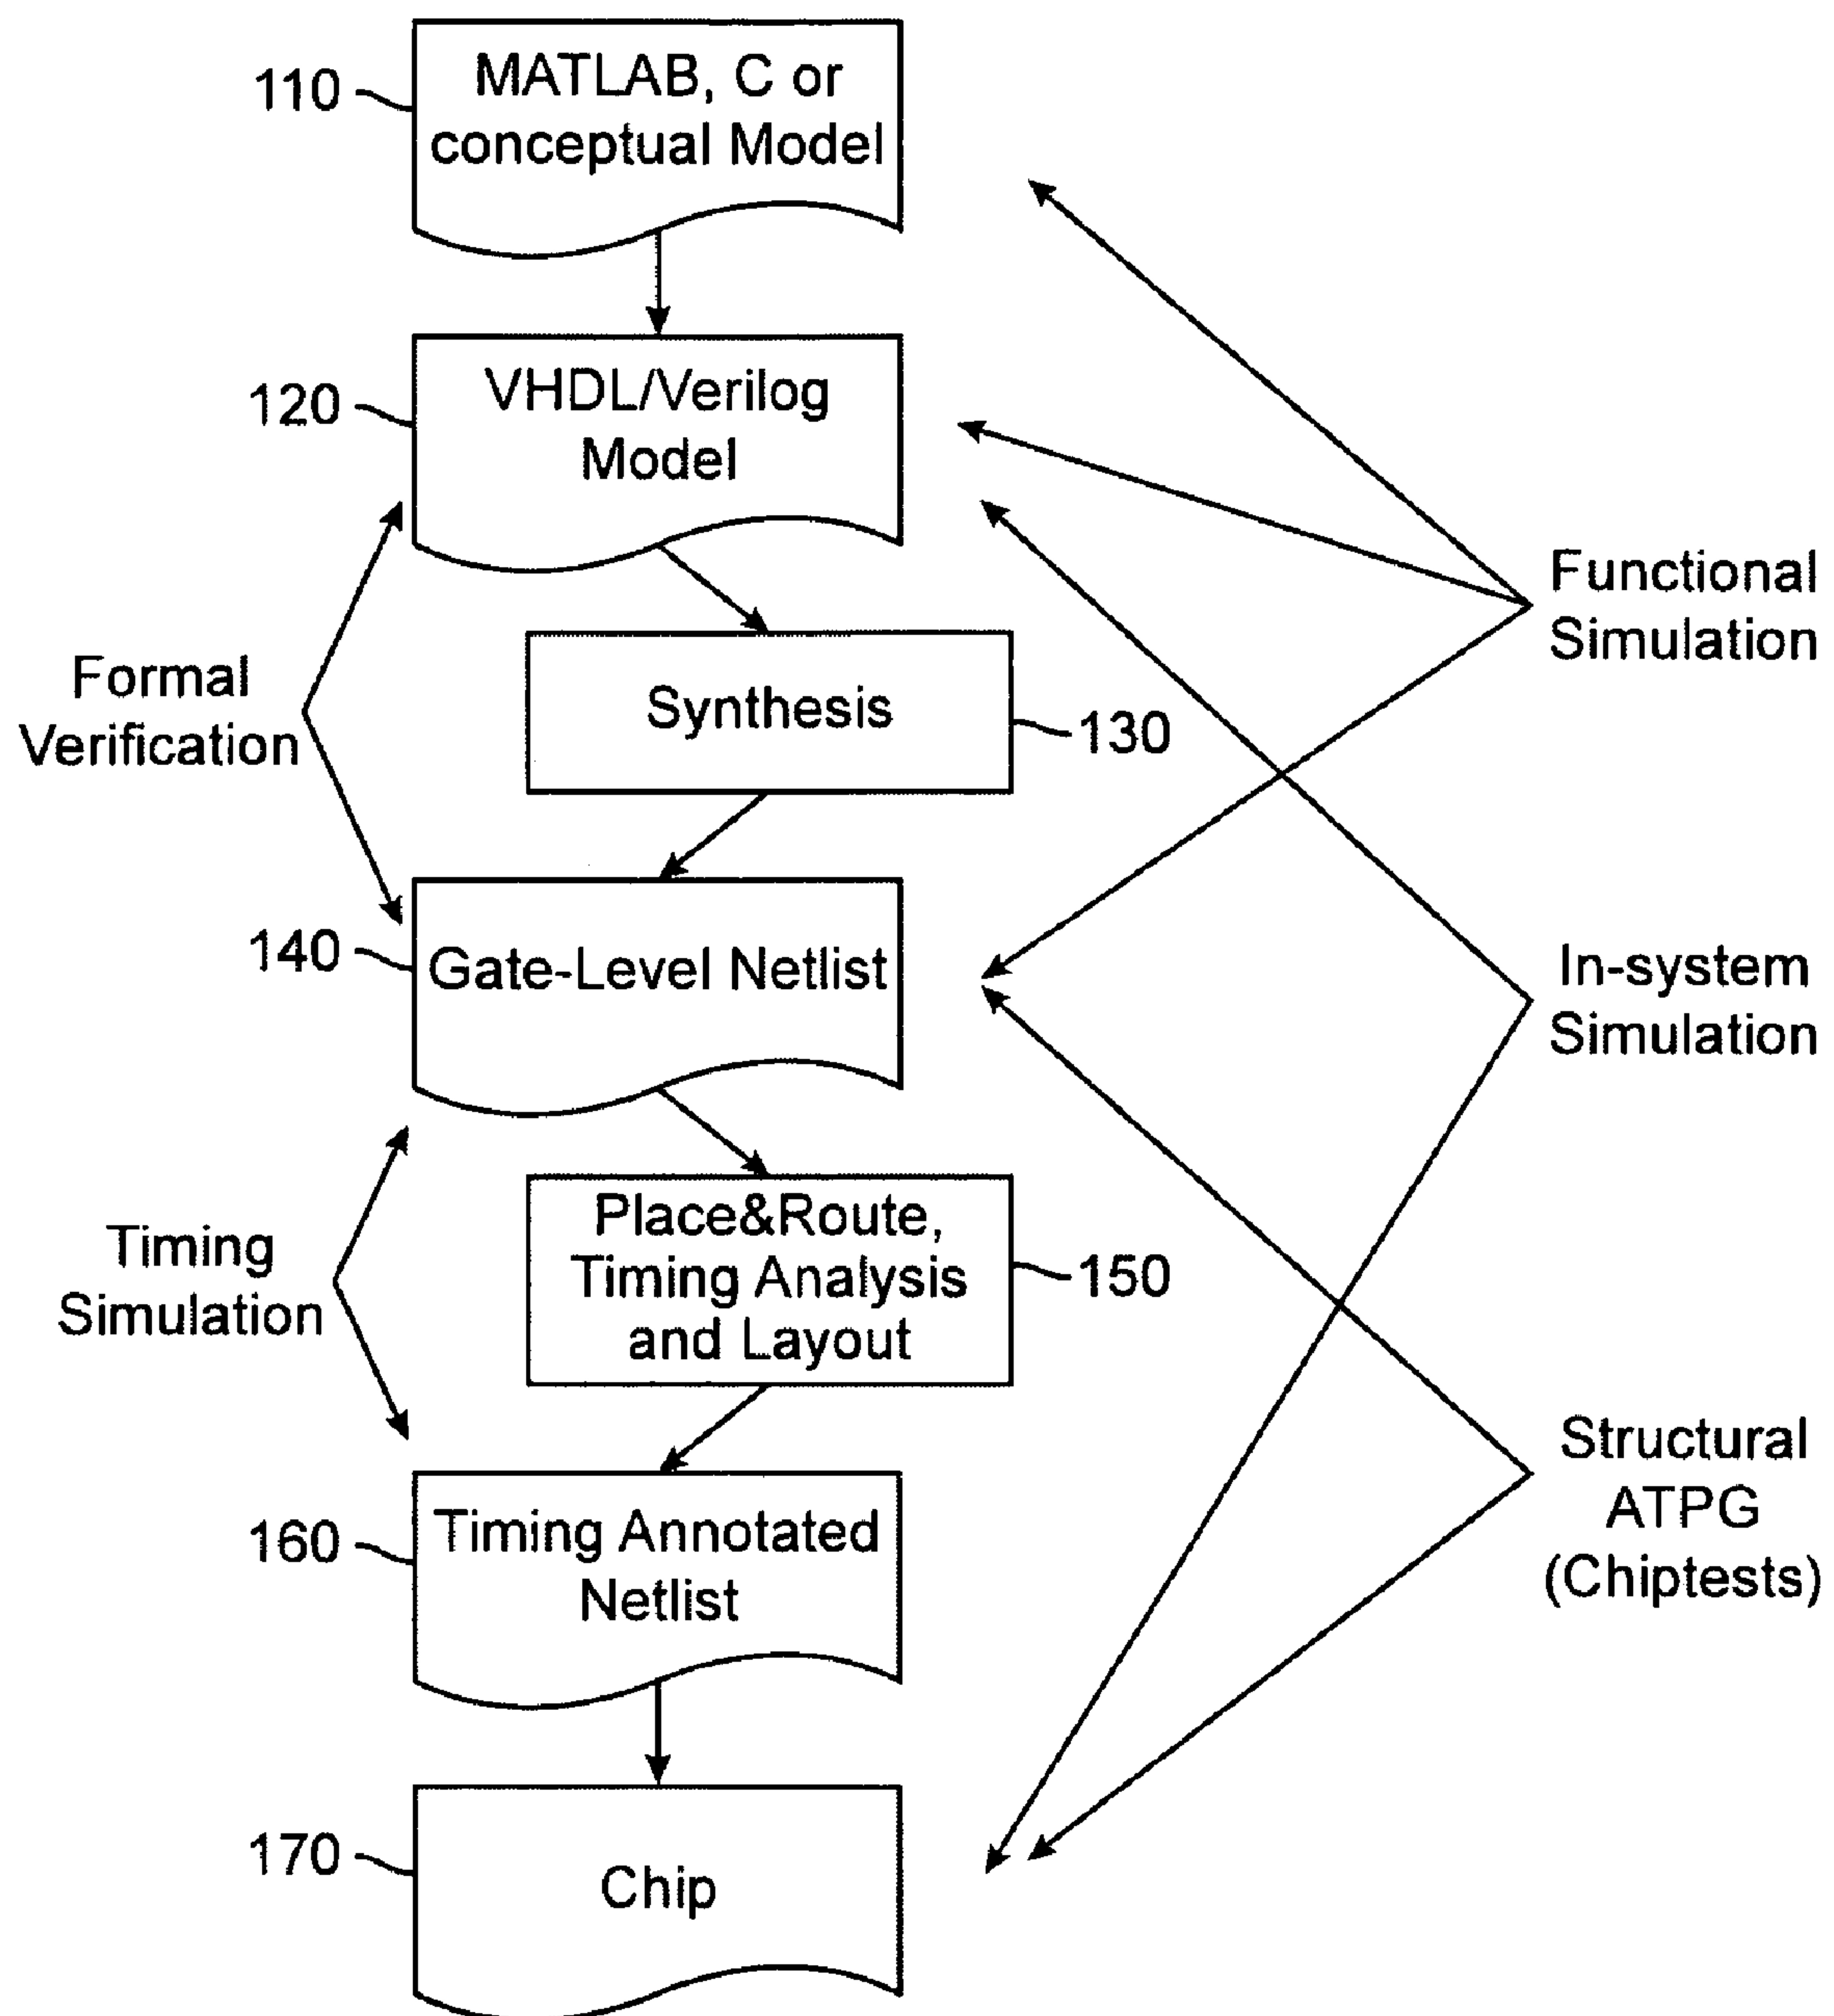 110
MATLAB, C or
conceptual Model
120
VHDL/Verilog
Model
Functional
Simulation
Formal
Verification
Synthesis
130
140
Gate-Level Netlist
In-system
Simulation
Timing
Simulation
Place&Route,
Timing Analysis
and Layout
150
Structural
ATPG
(Chiptests)
160
Timing Annotated
Netlist
170
Chip